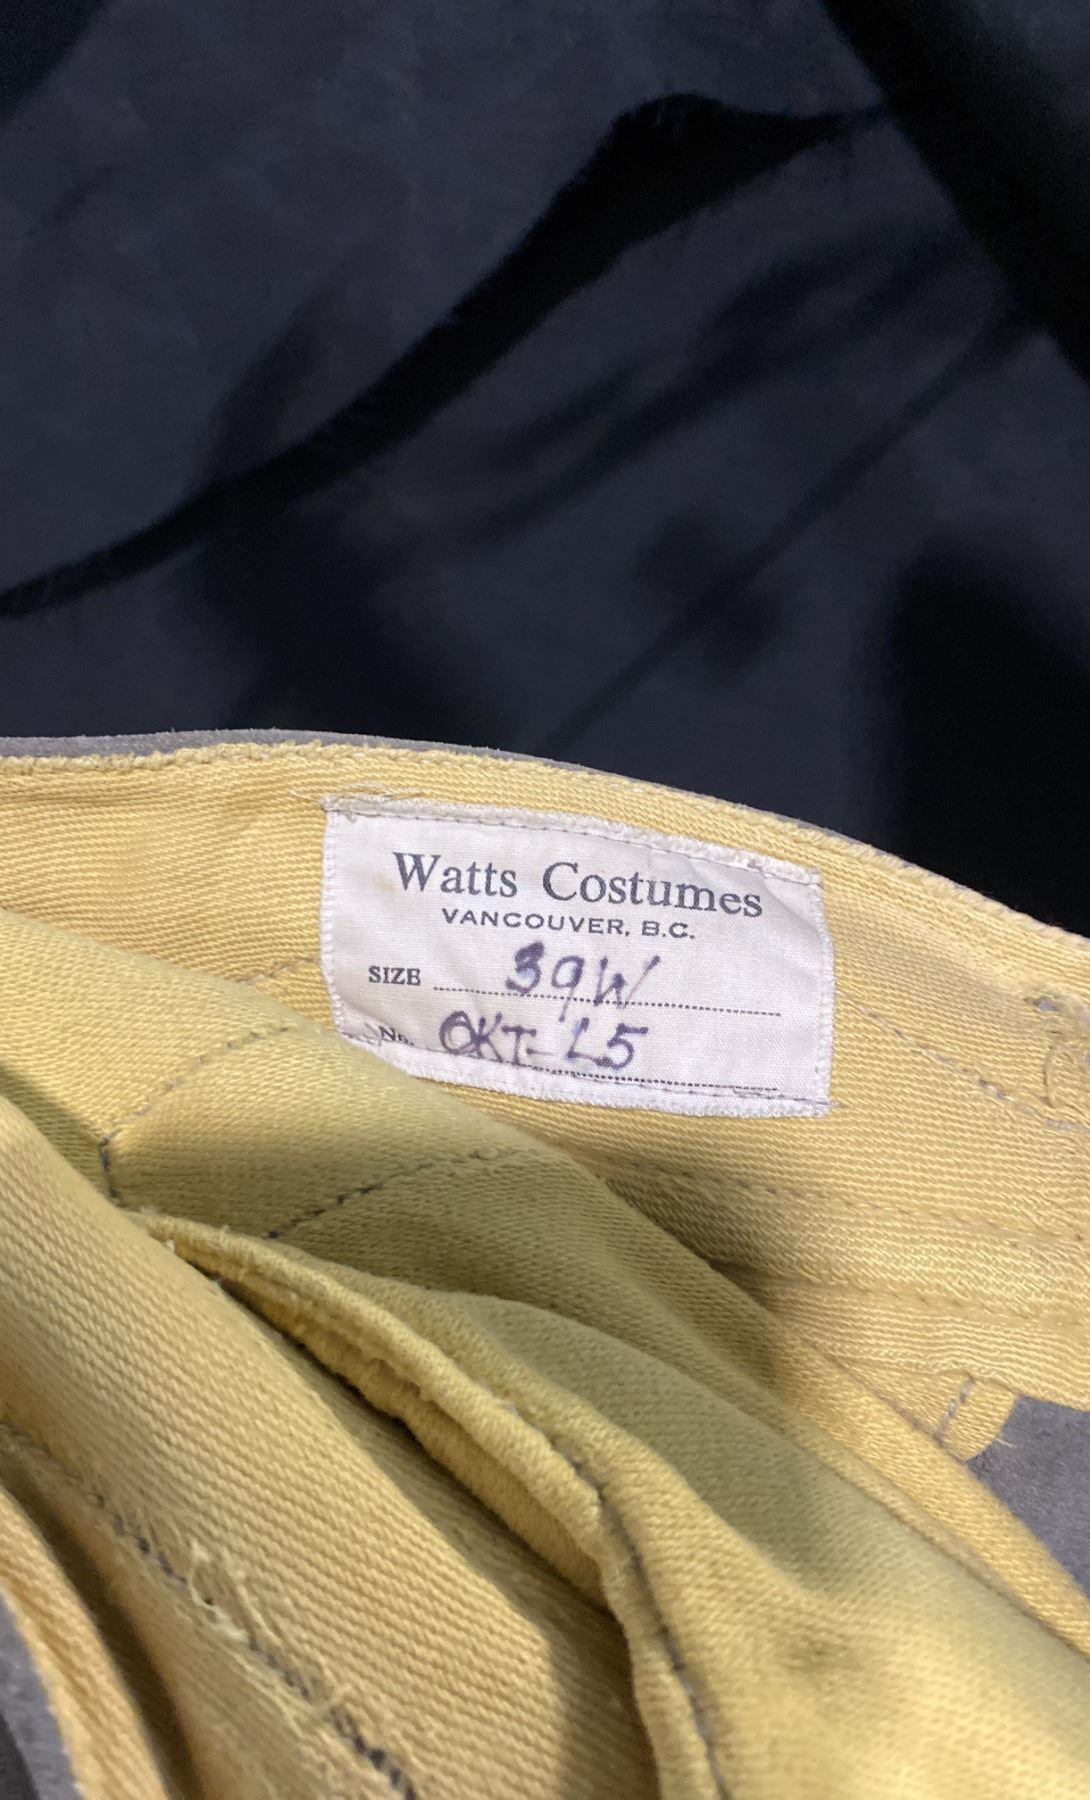 Watts Costumes
VANCOUVER, B.C.
SIZE 39W
No. OKT-L5